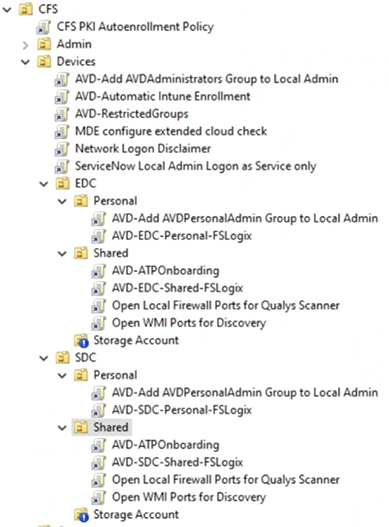 CFS
CFS PKI Autoenrollment Policy
Admin
Devices
AVD-Add AVDAdministrators Group to Local Admin
AVD-Automatic Intune Enrollment
AVD-RestrictedGroups
MDE configure extended cloud check
Network Logon Disclaimer
ServiceNow Local Admin Logon as Service only
EDC
Personal
AVD-Add AVDPersonalAdmin Group to Local Admin
AVD-EDC-Personal-FSLogix
Shared
AVD-ATPOnboarding
AVD-EDC-Shared-FSLogix
Open Local Firewall Ports for Qualys Scanner
Open WMI Ports for Discovery
Storage Account
SDC
Personal
AVD-Add AVDPersonalAdmin Group to Local Admin
AVD-SDC-Personal-FSLogix
Shared
AVD-ATPOnboarding
AVD-SDC-Shared-FSLogix
Open Local Firewall Ports for Qualys Scanner
Open WMI Ports for Discovery
Storage Account